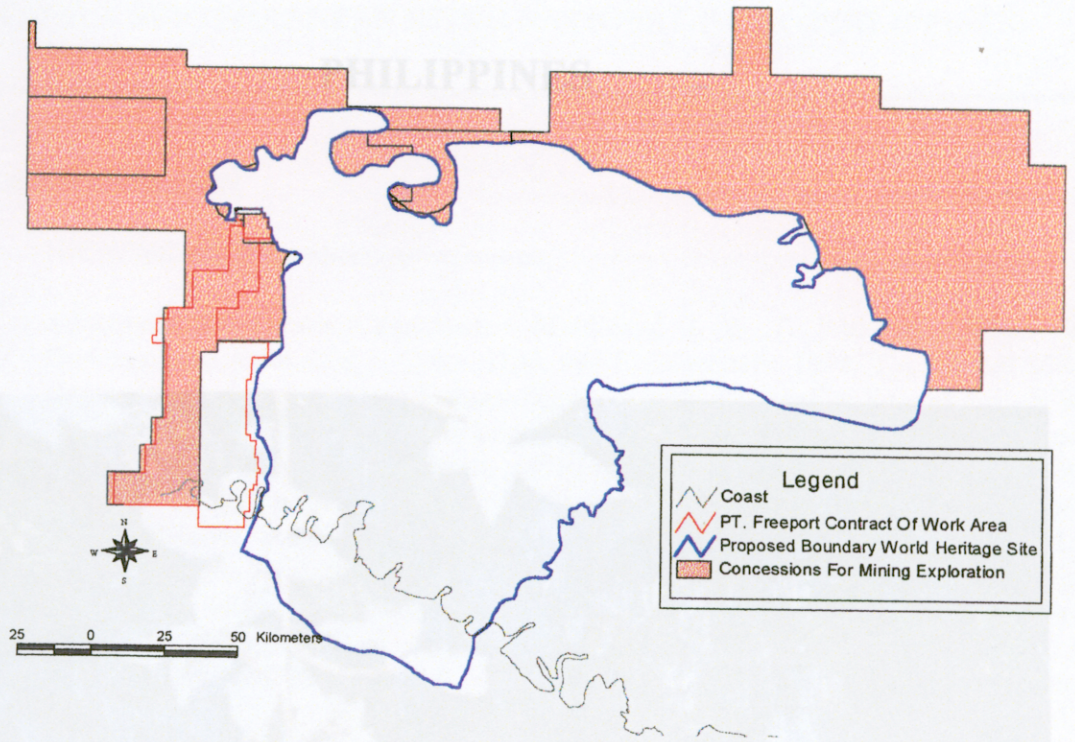 PHILIPPINES
Legend
Coast
PT. Freeport Contract Of Work Area
Proposed Boundary World Heritage Site
Concessions For Mining Exploration
N
W E
S
25 0 25 50 Kilometers